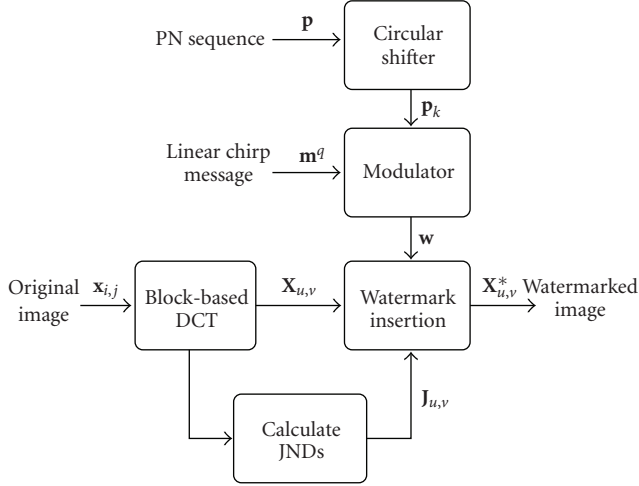 PN sequence
p
Circular
shifter
p_k
Linear chirp
message
m^q
Modulator
w
Original
image
x_{i,j}
Block-based
DCT
X_{u,v}
Watermark
insertion
X^*_{u,v}
Watermarked
image
J_{u,v}
Calculate
JNDs